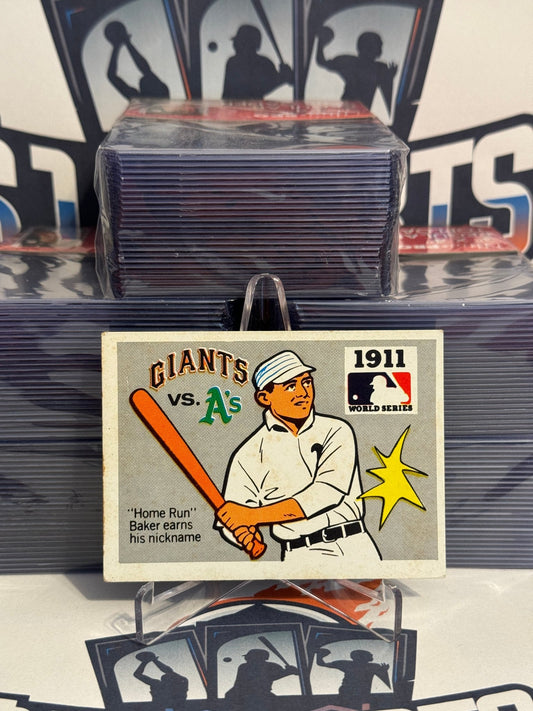 GIANTS
VS. A's
1911
WORLD SERIES
"Home Run"
Baker earns
his nickname